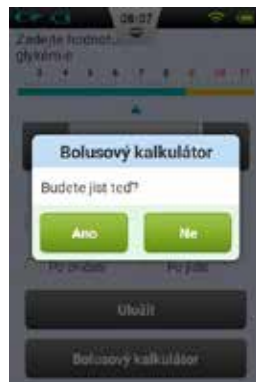 08:07
Zadejte hodnotu
glykémie
3 4 5 6 7 8 9 10 11
Bolusový kalkulátor
Budete jíst teď?
Ano
Ne
Po jídle
Uložit
Bolusový kalkulátor